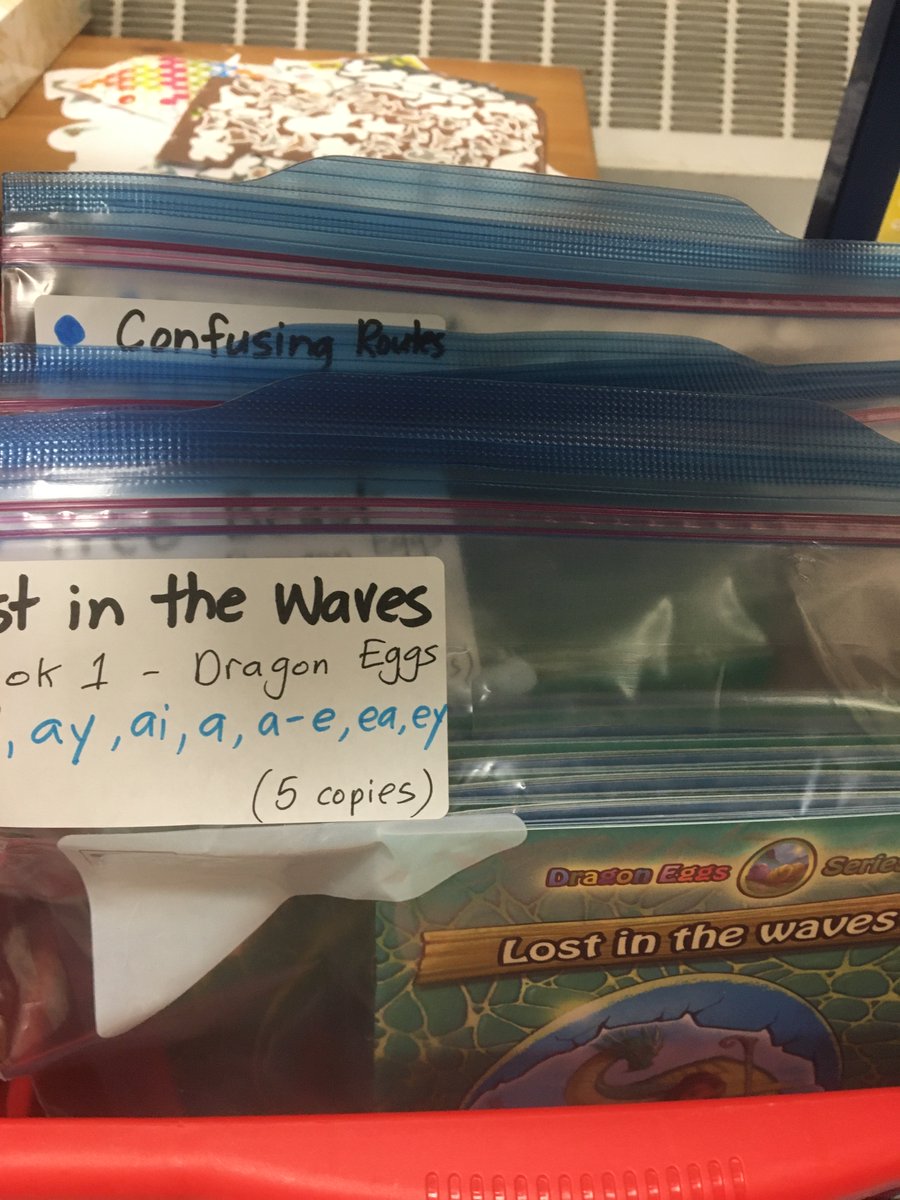 Confusing Routes
st in the Waves
ok 1 - Dragon Eggs
, ay, ai, a, a-e, ea, ey
(5 copies)
Dragon Eggs Serie
Lost in the waves